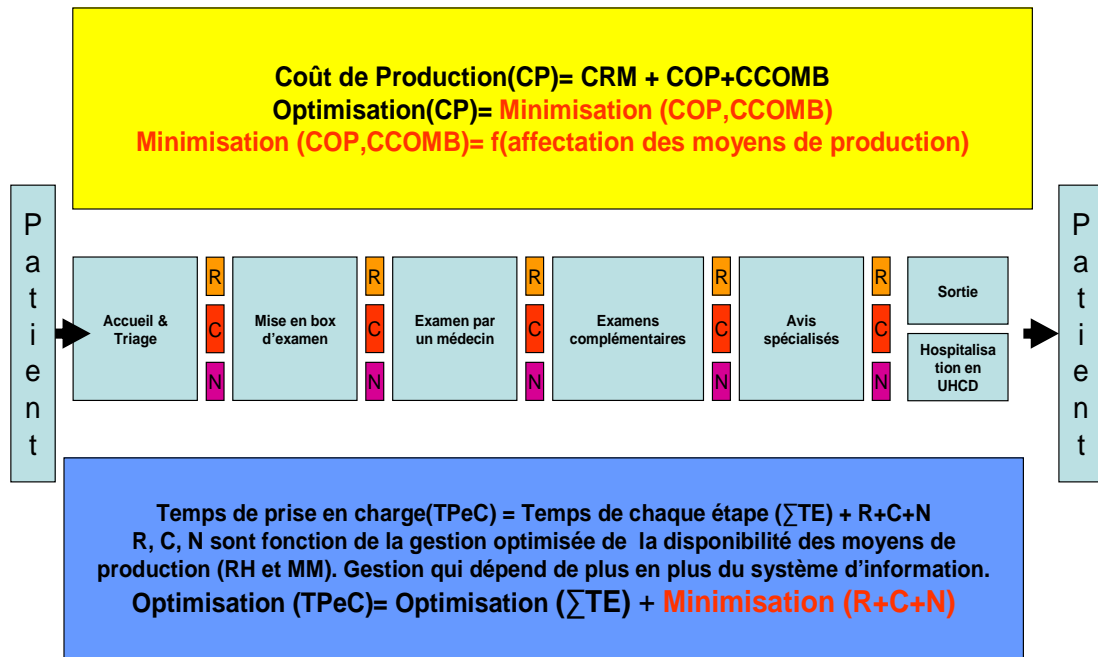 Coût de Production(CP)= CRM + COP+CCOMB
Optimisation(CP)= Minimisation (COP,CCOMB)
Minimisation (COP,CCOMB)= f(affectation des moyens de production)
P
a
t
i
e
n
t
Accueil &
Triage
R
C
N
Mise en box
d'examen
R
C
N
Examen par
un médecin
R
C
N
Examens
complémentaires
R
C
N
Avis
spécialisés
R
C
N
Sortie
Hospitalisa
tion en
UHCD
P
a
t
i
e
n
t
Temps de prise en charge(TPeC) = Temps de chaque étape (∑TE) + R+C+N
R, C, N sont fonction de la gestion optimisée de la disponibilité des moyens de
production (RH et MM). Gestion qui dépend de plus en plus du système d'information.
Optimisation (TPeC)= Optimisation (∑TE) + Minimisation (R+C+N)